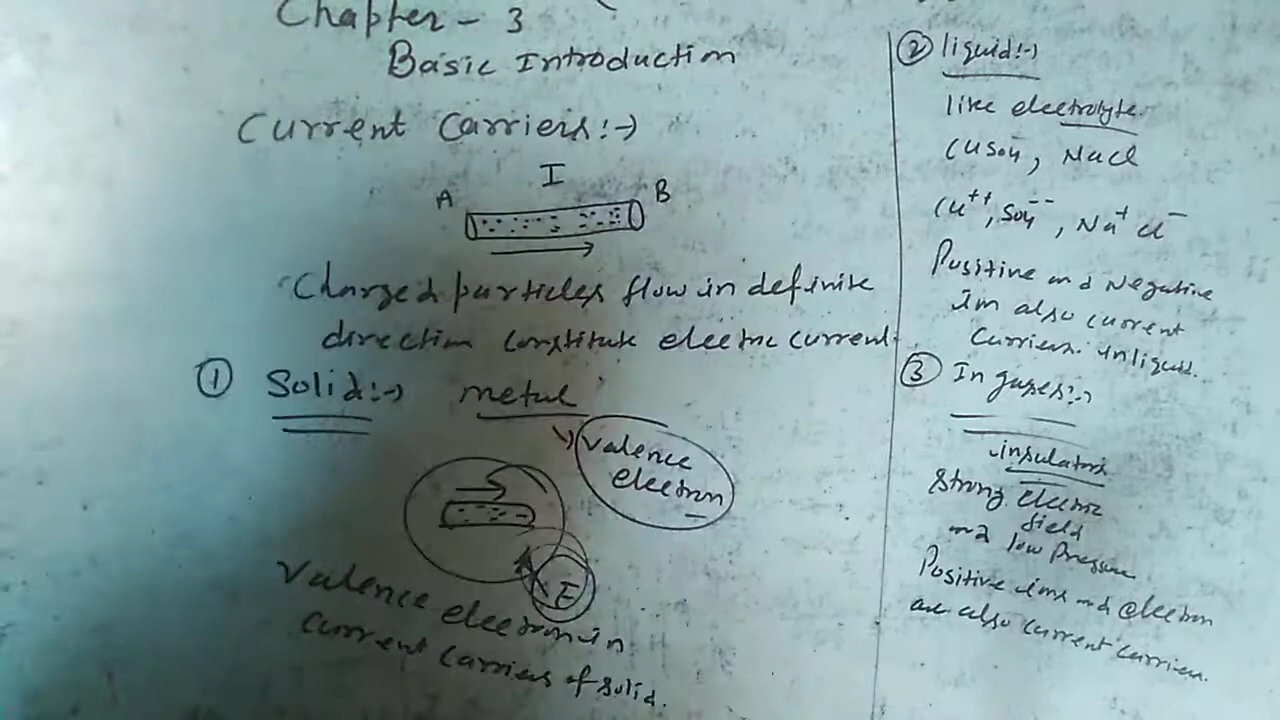 Chapter - 3
Basic Introduction
Current Carriers :→
I
A B
Charged particles flow in definite
direction constitute electric current.
① Solid :→ metal
valence
electron
E
Valence electron in
current carriers of solid.
② liquid :→
like electrolyte
CuSO4, NaCl
Cu++, SO4--, Na+ Cl-
Positive and Negative
ion also current
Carriers in liquid.
③ In gases :→
insulators
Strong electric
field
and low Pressure
Positive ions and electron
are also current carriers.